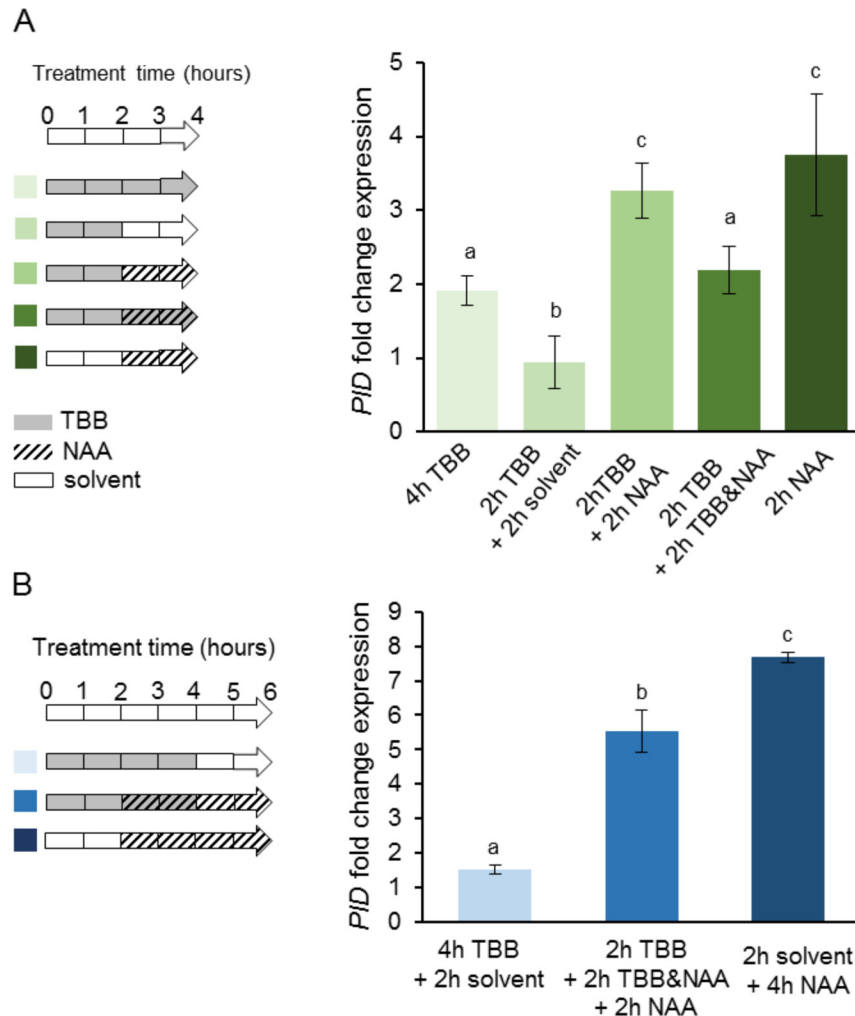 A
Treatment time (hours)
0 1 2 3 4
TBB
NAA
solvent
PID fold change expression
5
4
3
2
1
0
a
b
c
a
c
4h TBB
2h TBB
+ 2h solvent
2hTBB
+ 2h NAA
2h TBB
+ 2h TBB&NAA
2h NAA
B
Treatment time (hours)
0 1 2 3 4 5 6
PID fold change expression
9
8
7
6
5
4
3
2
1
0
a
b
c
4h TBB
+ 2h solvent
2h TBB
+ 2h TBB&NAA
+ 2h NAA
2h solvent
+ 4h NAA